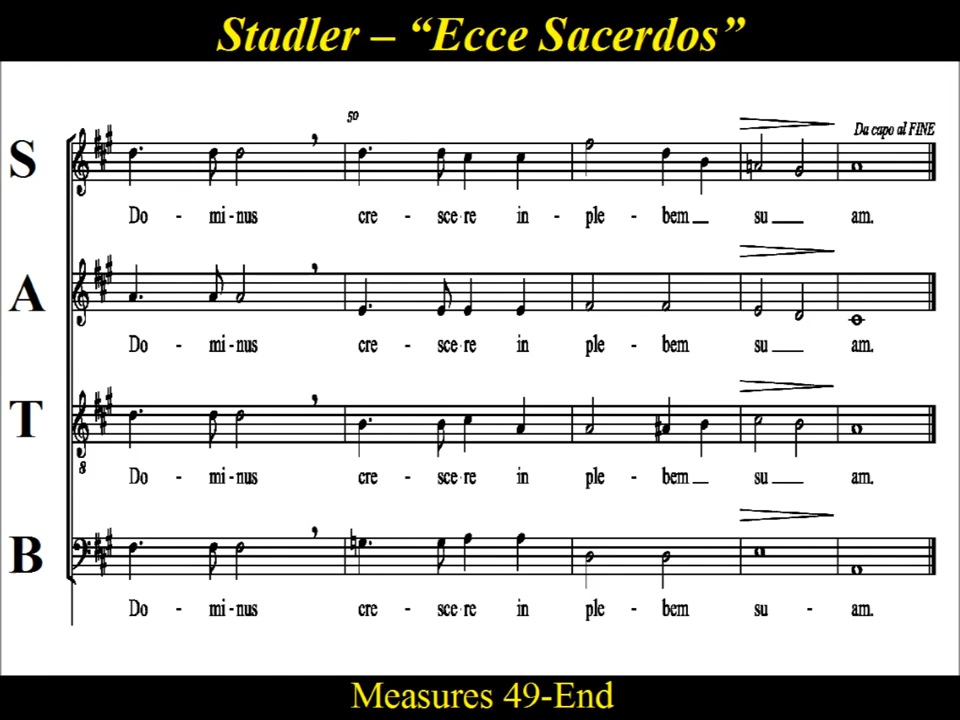 Stadler – “Ecce Sacerdos”
50
Da capo al FINE
S
Do - mi - nus cre - sce re in - ple - bem su am.
A
Do - mi - nus cre - sce re in ple - bem su am.
T
8
Do - mi - nus cre - sce re in ple - bem su am.
B
Do - mi - nus cre - sce re in ple - bem su - am.
Measures 49-End